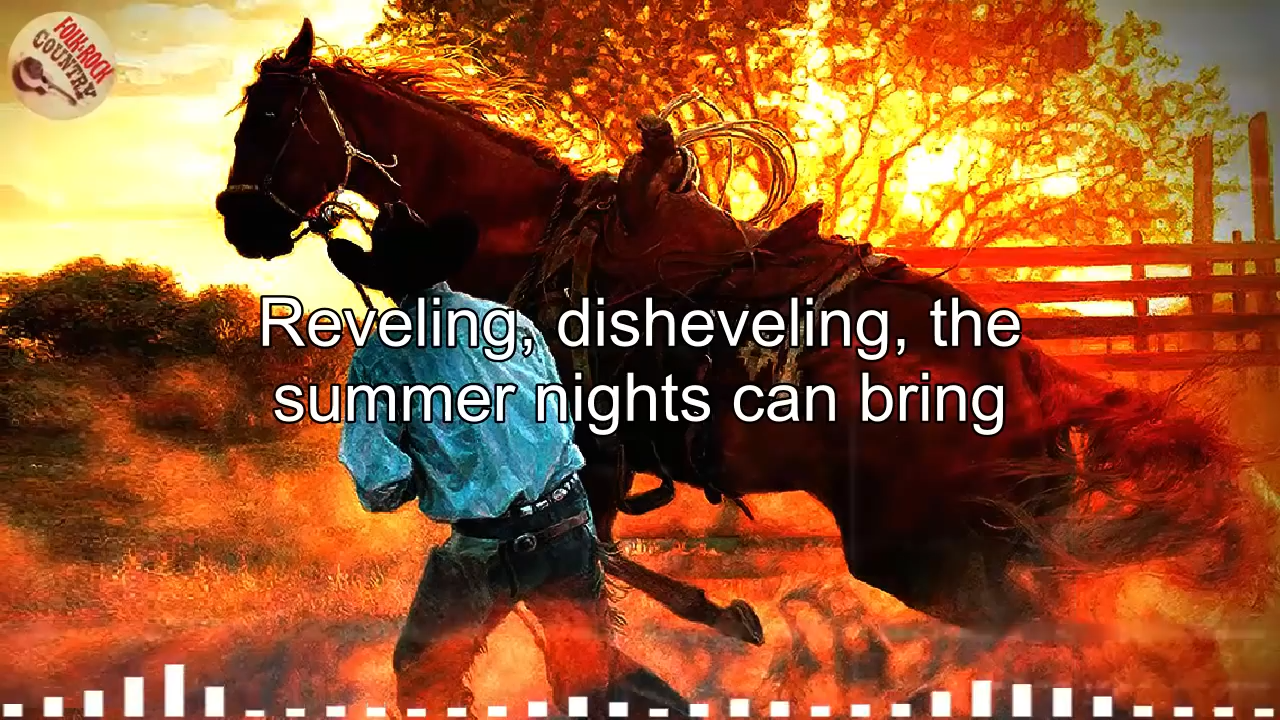 FOLK & ROCK
COUNTRY
Reveling, disheveling, the
summer nights can bring